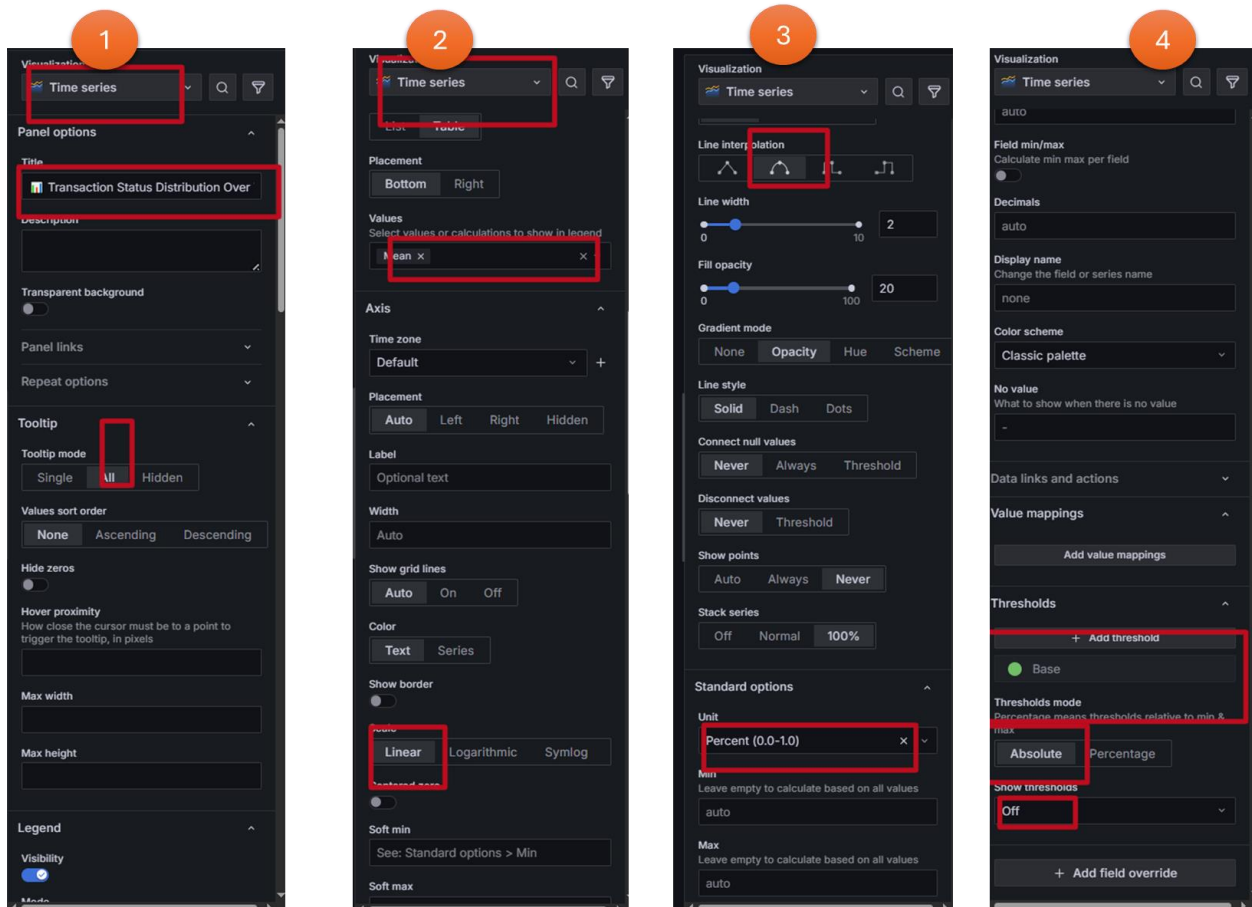 1
Visualization
Time series
Panel options
Title
Transaction Status Distribution Over
Description
Transparent background
Panel links
Repeat options
Tooltip
Tooltip mode
Single All Hidden
Values sort order
None Ascending Descending
Hide zeros
Hover proximity
How close the cursor must be to a point to
trigger the tooltip, in pixels
Max width
Max height
Legend
Visibility
Mode
2
Visualization
Time series
List Table
Placement
Bottom Right
Values
Select values or calculations to show in legend
Mean ×
Axis
Time zone
Default
Placement
Auto Left Right Hidden
Label
Optional text
Width
Auto
Show grid lines
Auto On Off
Color
Text Series
Show border
Scale
Linear Logarithmic Symlog
Centered zero
Soft min
See: Standard options > Min
Soft max
3
Visualization
Time series
Line interpolation
Line width
0 10 2
Fill opacity
0 100 20
Gradient mode
None Opacity Hue Scheme
Line style
Solid Dash Dots
Connect null values
Never Always Threshold
Disconnect values
Never Threshold
Show points
Auto Always Never
Stack series
Off Normal 100%
Standard options
Unit
Percent (0.0-1.0)
Min
Leave empty to calculate based on all values
auto
Max
Leave empty to calculate based on all values
auto
4
Visualization
Time series
auto
Field min/max
Calculate min max per field
Decimals
auto
Display name
Change the field or series name
none
Color scheme
Classic palette
No value
What to show when there is no value
-
Data links and actions
Value mappings
Add value mappings
Thresholds
+ Add threshold
Base
Thresholds mode
Percentage means thresholds relative to min &
max
Absolute Percentage
Show thresholds
Off
+ Add field override